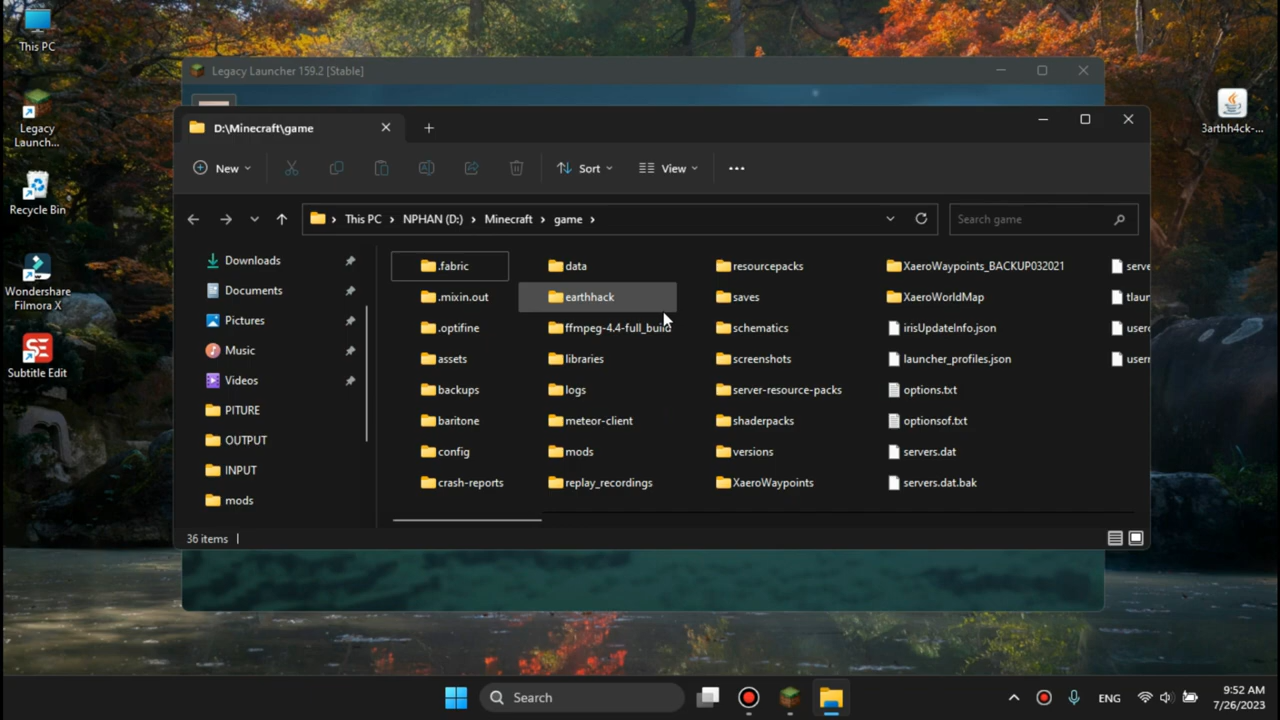 This PC
Legacy
Launch...
Recycle Bin
Wondershare
Filmora X
Subtitle Edit
3arthh4ck-...
Legacy Launcher 159.2 [Stable]
D:\Minecraft\game
New
Sort
View
This PC
NPHAN (D:)
Minecraft
game
Search game
Downloads
Documents
Pictures
Music
Videos
PITURE
OUTPUT
INPUT
mods
.fabric
.mixin.out
.optifine
assets
backups
baritone
config
crash-reports
data
earthhack
ffmpeg-4.4-full_build
libraries
logs
meteor-client
mods
replay_recordings
resourcepacks
saves
schematics
screenshots
server-resource-packs
shaderpacks
versions
XaeroWaypoints
XaeroWaypoints_BACKUP032021
XaeroWorldMap
irisUpdateInfo.json
launcher_profiles.json
options.txt
optionsof.txt
servers.dat
servers.dat.bak
serve
tlaun
userc
usern
36 items
Search
ENG
9:52 AM
7/26/2023